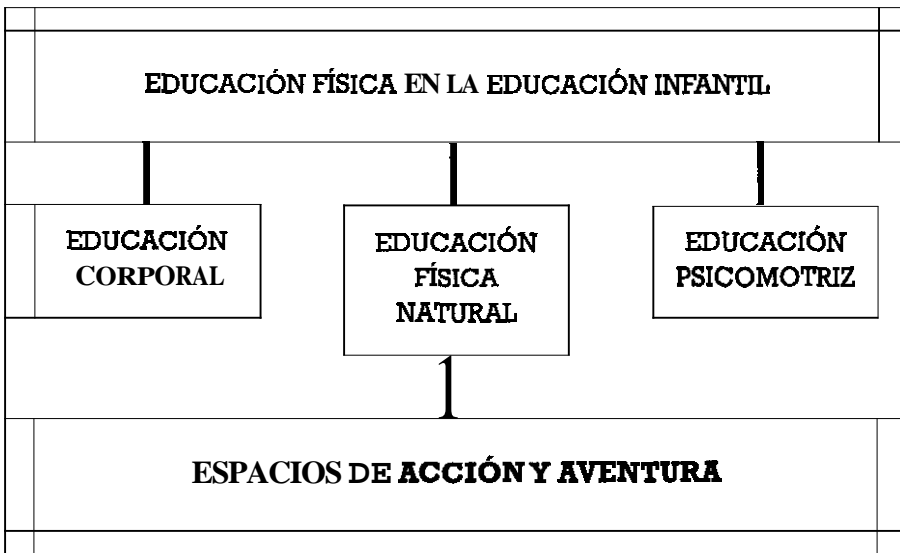 EDUCACIÓN FÍSICA EN LA EDUCACIÓN INFANTIL
EDUCACIÓN
CORPORAL
EDUCACIÓN
FÍSICA
NATURAL
EDUCACIÓN
PSICOMOTRIZ
ESPACIOS DE ACCIÓN Y AVENTURA